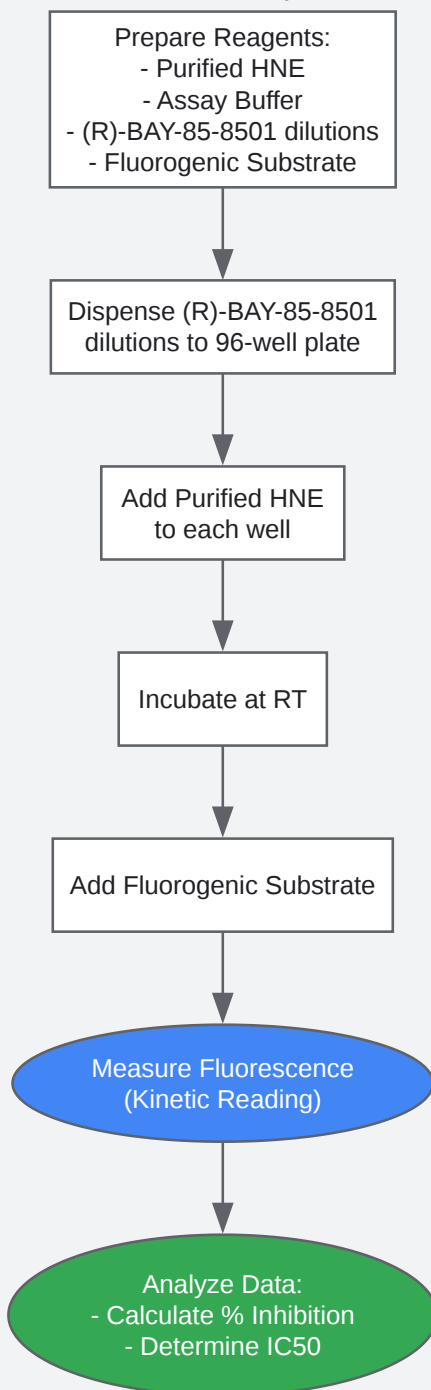 Prepare Reagents:
- Purified HNE
- Assay Buffer
- (R)-BAY-85-8501 dilutions
- Fluorogenic Substrate
Dispense (R)-BAY-85-8501
dilutions to 96-well plate
Add Purified HNE
to each well
Incubate at RT
Add Fluorogenic Substrate
Measure Fluorescence
(Kinetic Reading)
Analyze Data:
- Calculate % Inhibition
- Determine IC50